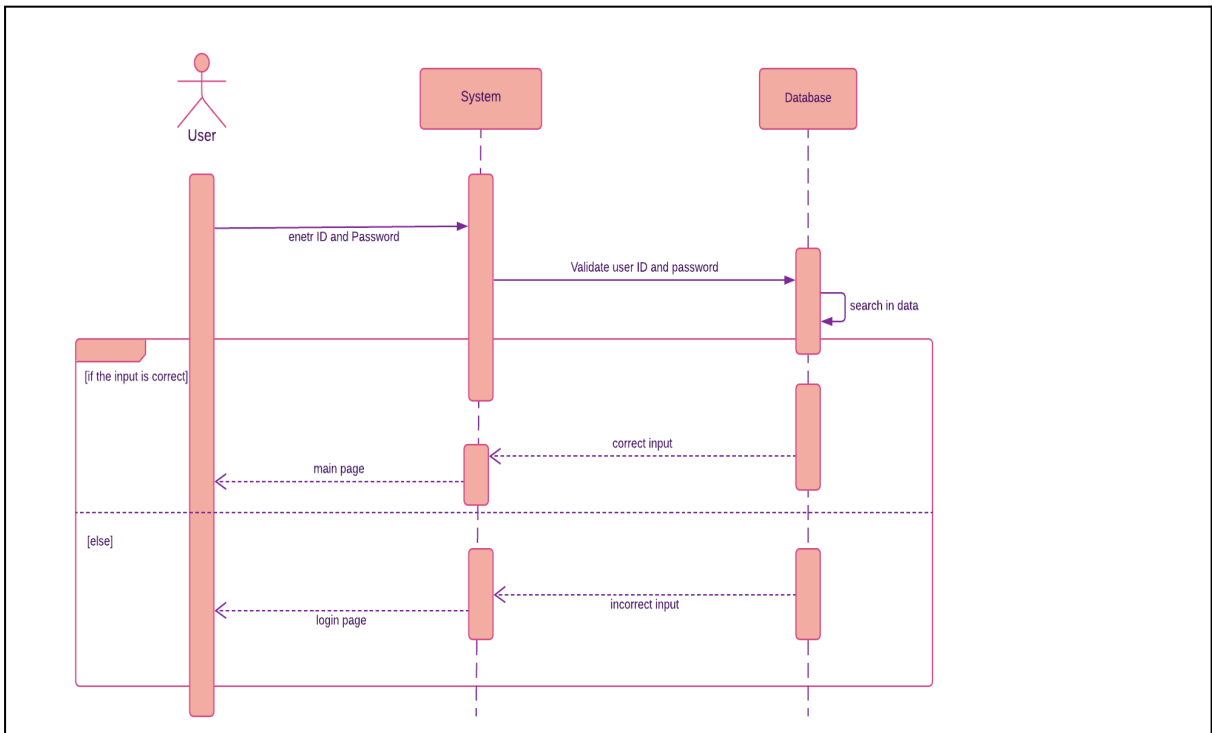 User
System
Database
enetr ID and Password
Validate user ID and password
search in data
[if the input is correct]
correct input
main page
[else]
incorrect input
login page